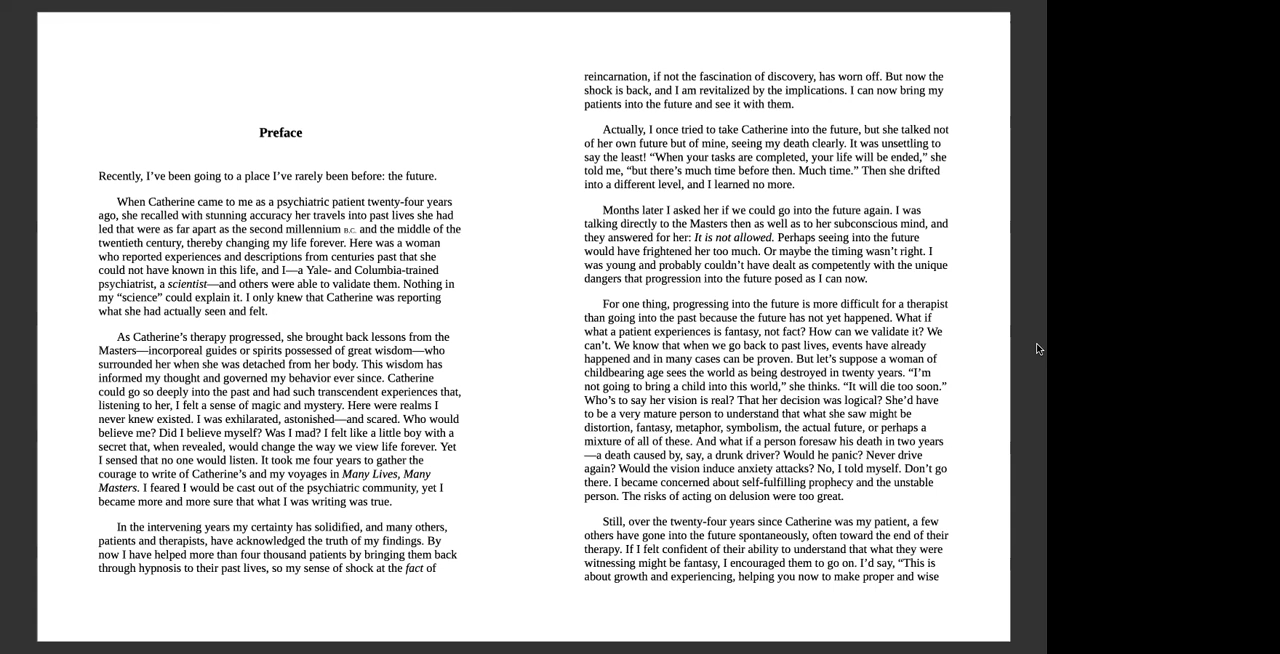 Preface
Recently, I’ve been going to a place I’ve rarely been before: the future.
When Catherine came to me as a psychiatric patient twenty-four years
ago, she recalled with stunning accuracy her travels into past lives she had
led that were as far apart as the second millennium B.C. and the middle of the
twentieth century, thereby changing my life forever. Here was a woman
who reported experiences and descriptions from centuries past that she
could not have known in this life, and I—a Yale- and Columbia-trained
psychiatrist, a scientist—and others were able to validate them. Nothing in
my “science” could explain it. I only knew that Catherine was reporting
what she had actually seen and felt.
As Catherine’s therapy progressed, she brought back lessons from the
Masters—incorporeal guides or spirits possessed of great wisdom—who
surrounded her when she was detached from her body. This wisdom has
informed my thought and governed my behavior ever since. Catherine
could go so deeply into the past and had such transcendent experiences that,
listening to her, I felt a sense of magic and mystery. Here were realms I
never knew existed. I was exhilarated, astonished—and scared. Who would
believe me? Did I believe myself? Was I mad? I felt like a little boy with a
secret that, when revealed, would change the way we view life forever. Yet
I sensed that no one would listen. It took me four years to gather the
courage to write of Catherine’s and my voyages in Many Lives, Many
Masters. I feared I would be cast out of the psychiatric community, yet I
became more and more sure that what I was writing was true.
In the intervening years my certainty has solidified, and many others,
patients and therapists, have acknowledged the truth of my findings. By
now I have helped more than four thousand patients by bringing them back
through hypnosis to their past lives, so my sense of shock at the fact of
reincarnation, if not the fascination of discovery, has worn off. But now the
shock is back, and I am revitalized by the implications. I can now bring my
patients into the future and see it with them.
Actually, I once tried to take Catherine into the future, but she talked not
of her own future but of mine, seeing my death clearly. It was unsettling to
say the least! “When your tasks are completed, your life will be ended,” she
told me, “but there’s much time before then. Much time.” Then she drifted
into a different level, and I learned no more.
Months later I asked her if we could go into the future again. I was
talking directly to the Masters then as well as to her subconscious mind, and
they answered for her: It is not allowed. Perhaps seeing into the future
would have frightened her too much. Or maybe the timing wasn’t right. I
was young and probably couldn’t have dealt as competently with the unique
dangers that progression into the future posed as I can now.
For one thing, progressing into the future is more difficult for a therapist
than going into the past because the future has not yet happened. What if
what a patient experiences is fantasy, not fact? How can we validate it? We
can’t. We know that when we go back to past lives, events have already
happened and in many cases can be proven. But let’s suppose a woman of
childbearing age sees the world as being destroyed in twenty years. “I’m
not going to bring a child into this world,” she thinks. “It will die too soon.”
Who’s to say her vision is real? That her decision was logical? She’d have
to be a very mature person to understand that what she saw might be
distortion, fantasy, metaphor, symbolism, the actual future, or perhaps a
mixture of all of these. And what if a person foresaw his death in two years
—a death caused by, say, a drunk driver? Would he panic? Never drive
again? Would the vision induce anxiety attacks? No, I told myself. Don’t go
there. I became concerned about self-fulfilling prophecy and the unstable
person. The risks of acting on delusion were too great.
Still, over the twenty-four years since Catherine was my patient, a few
others have gone into the future spontaneously, often toward the end of their
therapy. If I felt confident of their ability to understand that what they were
witnessing might be fantasy, I encouraged them to go on. I’d say, “This is
about growth and experiencing, helping you now to make proper and wise